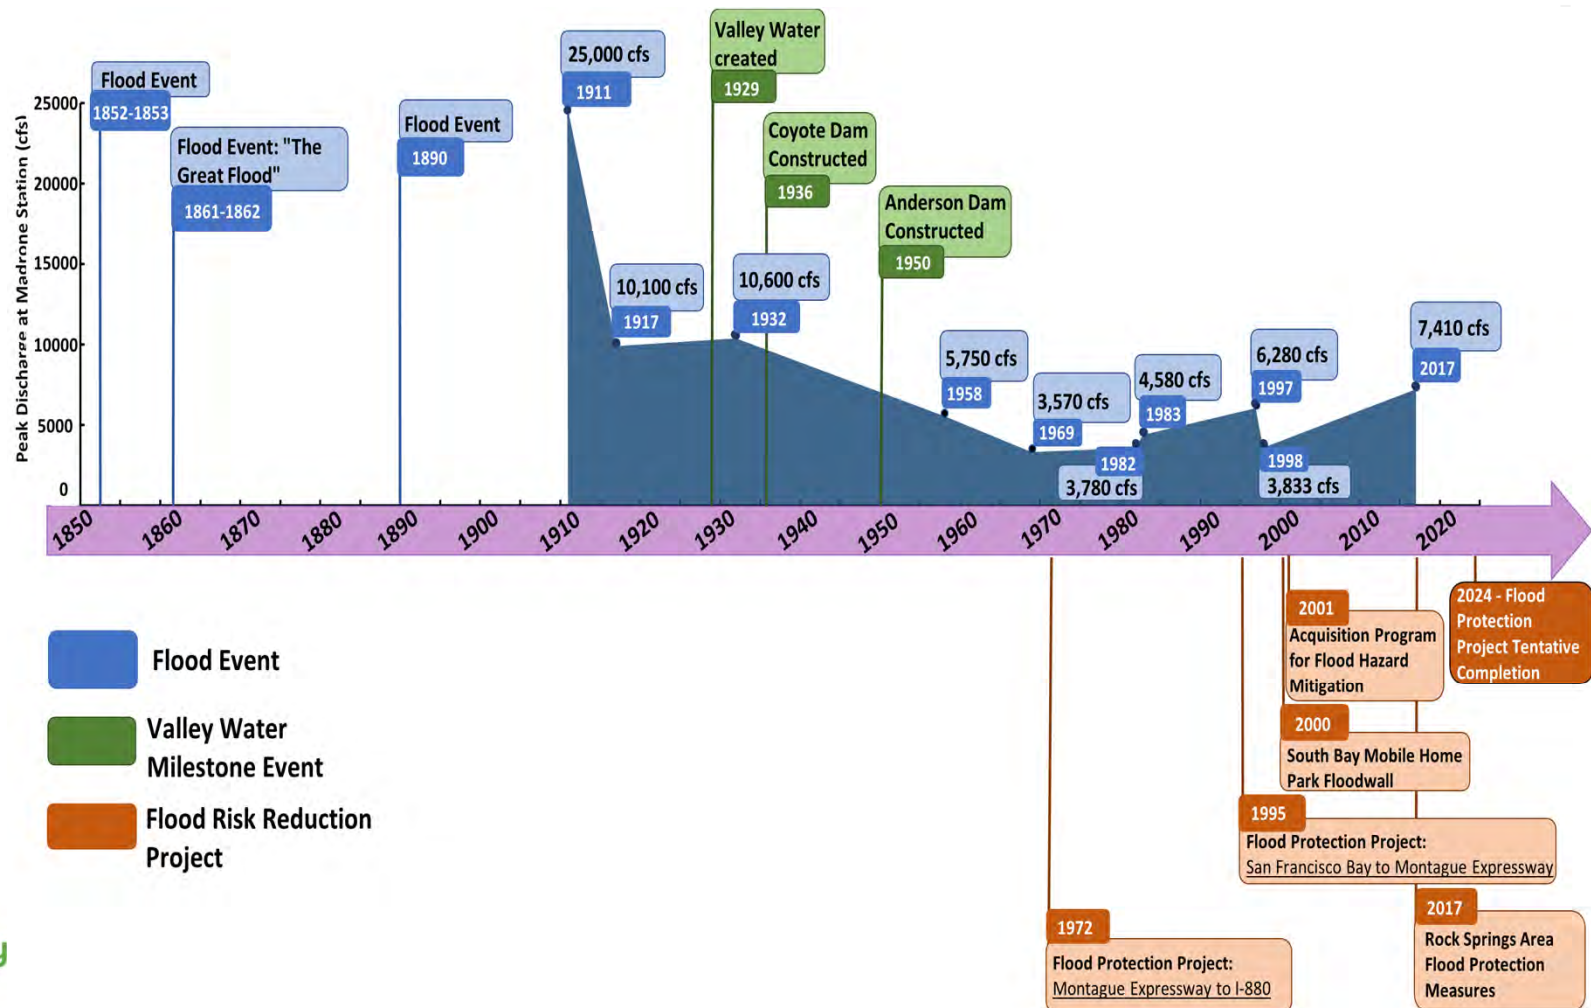 Peak Discharge at Madrone Station (cfs)
25000
20000
15000
10000
5000
0
Flood Event
1852-1853
Flood Event: "The
Great Flood"
1861-1862
Flood Event
1890
25,000 cfs
1911
10,100 cfs
1917
Valley Water
created
1929
10,600 cfs
1932
Coyote Dam
Constructed
1936
Anderson Dam
Constructed
1950
5,750 cfs
1958
3,570 cfs
1969
1982
3,780 cfs
4,580 cfs
1983
6,280 cfs
1997
1998
3,833 cfs
7,410 cfs
2017
1850
1860
1870
1880
1890
1900
1910
1920
1930
1940
1950
1960
1970
1980
1990
2000
2010
2020
Flood Event
Valley Water
Milestone Event
Flood Risk Reduction
Project
2001
Acquisition Program
for Flood Hazard
Mitigation
2024 - Flood
Protection
Project Tentative
Completion
2000
South Bay Mobile Home
Park Floodwall
1995
Flood Protection Project:
San Francisco Bay to Montague Expressway
2017
Rock Springs Area
Flood Protection
Measures
1972
Flood Protection Project:
Montague Expressway to I-880
y